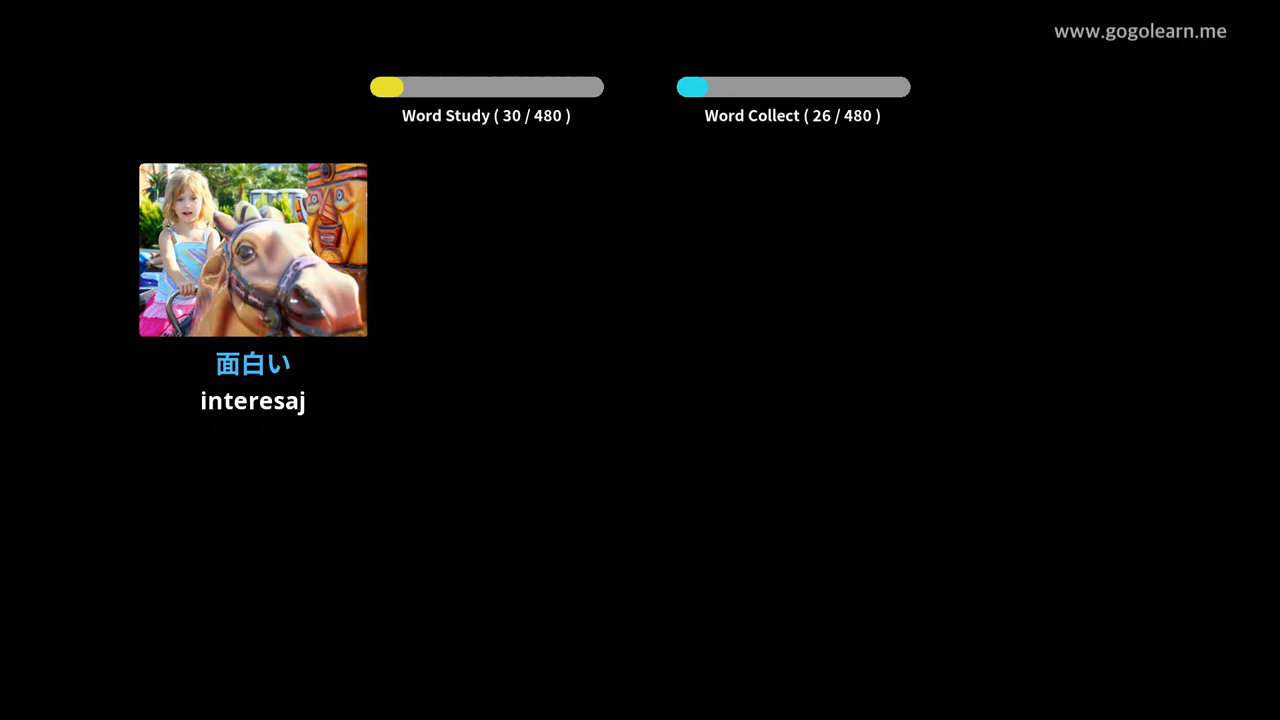 www.gogolearn.me
Word Study ( 30 / 480 )
Word Collect ( 26 / 480 )
面白い
interesaj